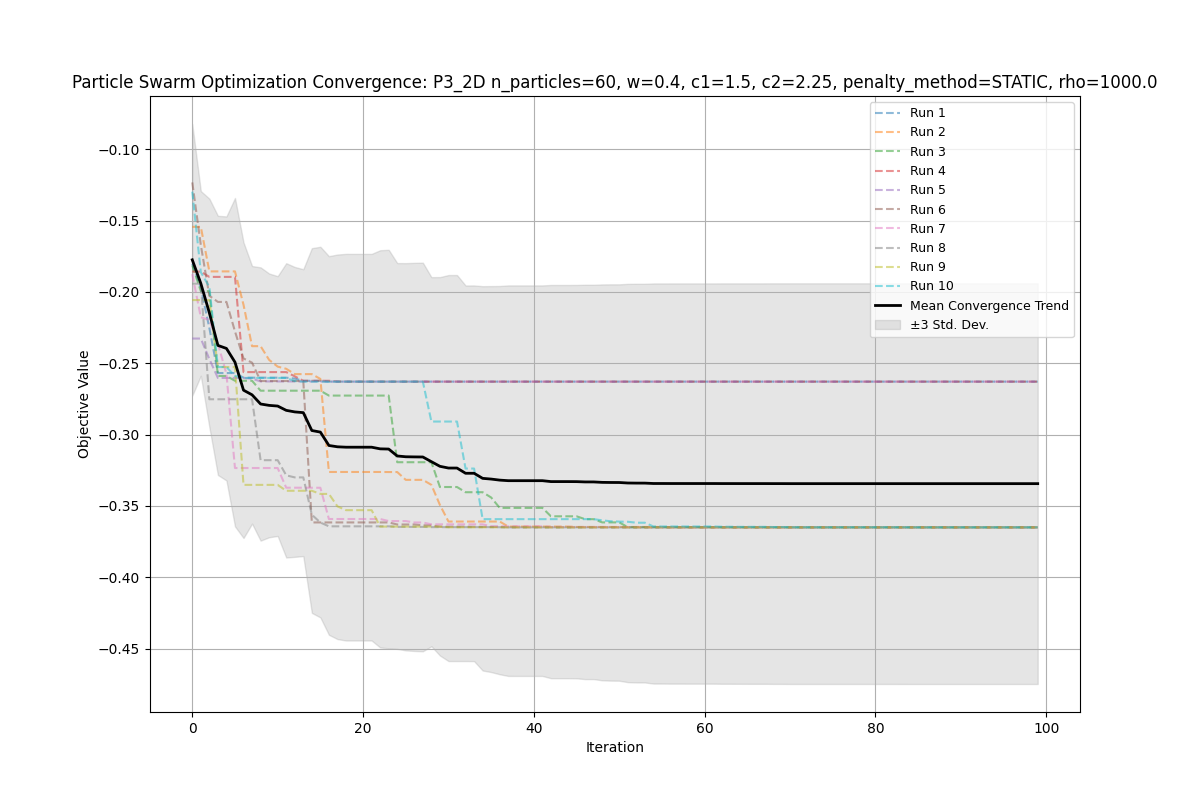 Particle Swarm Optimization Convergence: P3_2D n_particles=60, w=0.4, c1=1.5, c2=2.25, penalty_method=STATIC, rho=1000.0
Run 1
Run 2
Run 3
Run 4
Run 5
Run 6
Run 7
Run 8
Run 9
Run 10
Mean Convergence Trend
±3 Std. Dev.
Objective Value
−0.10
−0.15
−0.20
−0.25
−0.30
−0.35
−0.40
−0.45
0 20 40 60 80 100
Iteration